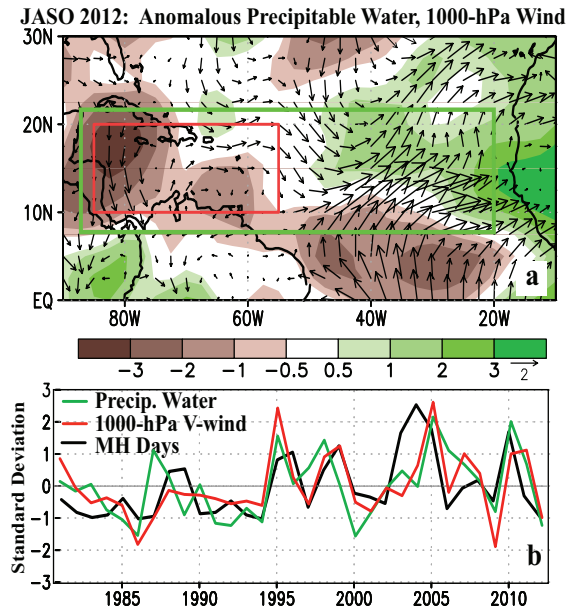 JASO 2012: Anomalous Precipitable Water, 1000-hPa Wind
30N
20N
10N
EQ
a
80W 60W 40W 20W
-3 -2 -1 -0.5 0.5 1 2 3 2
Precip. Water
1000-hPa V-wind
MH Days
Standard Deviation
3
2
1
0
-1
-2
-3
b
1985 1990 1995 2000 2005 2010